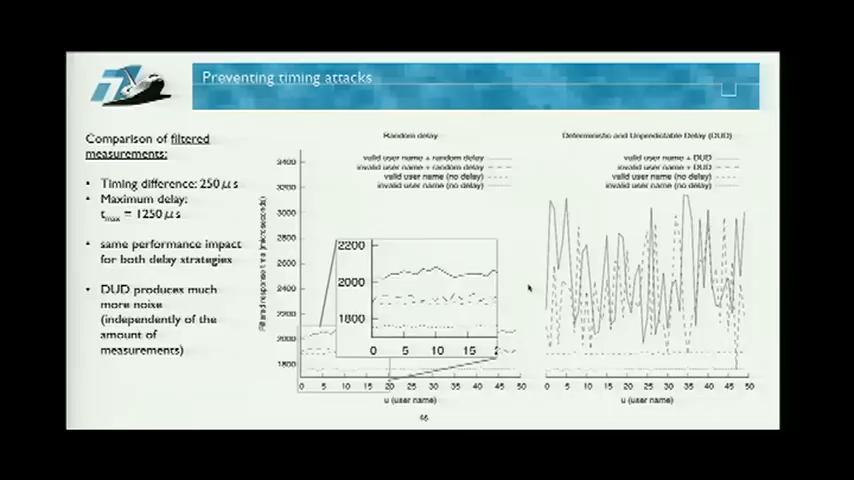 Preventing timing attacks
Comparison of filtered
measurements:
• Timing difference: 250 μs
• Maximum delay:
tmax = 1250 μs
• same performance impact
for both delay strategies
• DUD produces much
more noise
(independently of the
amount of
measurements)
Random delay
valid user name + random delay
invalid user name + random delay
valid user name (no delay)
invalid user name (no delay)
Filtered response time (microseconds)
3400
3200
3000
2800
2600
2400
2200
2000
1800
2200
2000
1800
0 5 10 15 2
0 5 10 15 20 25 30 35 40 45 50
u (user name)
Deterministic and Unpredictable Delay (DUD)
valid user name + DUD
invalid user name + DUD
valid user name (no delay)
invalid user name (no delay)
0 5 10 15 20 25 30 35 40 45 50
u (user name)
46